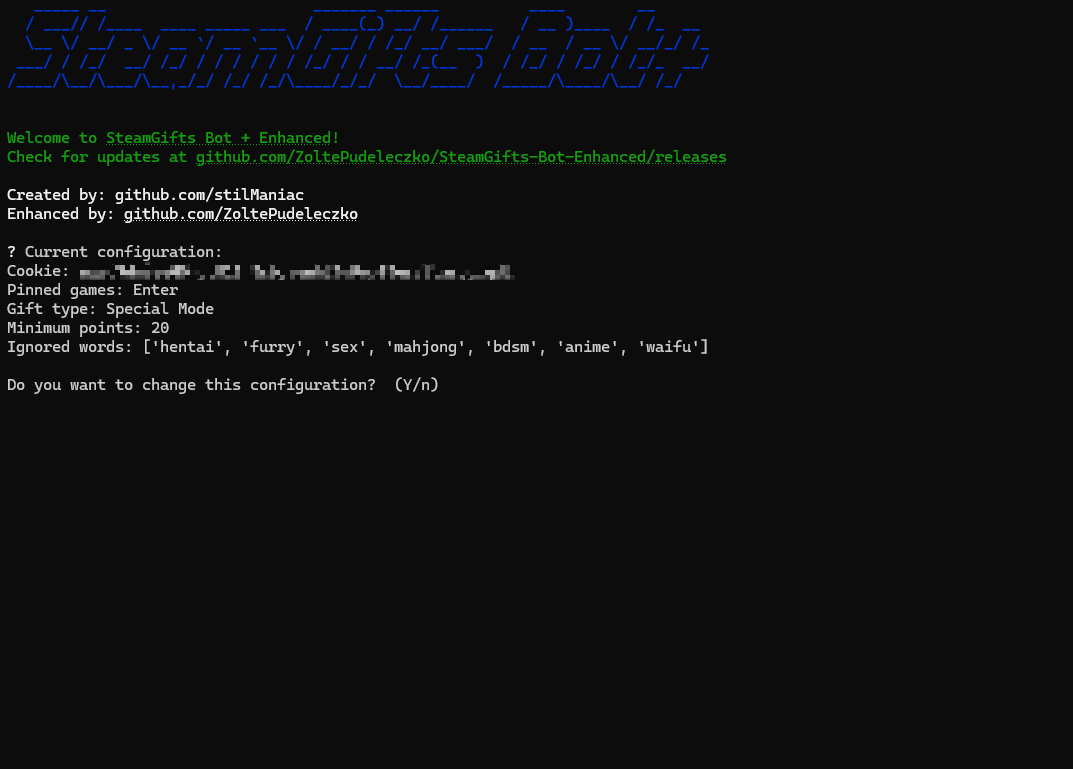 SteamGifts Bot+
Welcome to SteamGifts Bot + Enhanced!
Check for updates at github.com/ZoltePudeleczko/SteamGifts-Bot-Enhanced/releases
Created by: github.com/stilManiac
Enhanced by: github.com/ZoltePudeleczko
? Current configuration:
Cookie:
Pinned games: Enter
Gift type: Special Mode
Minimum points: 20
Ignored words: ['hentai', 'furry', 'sex', 'mahjong', 'bdsm', 'anime', 'waifu']
Do you want to change this configuration? (Y/n)